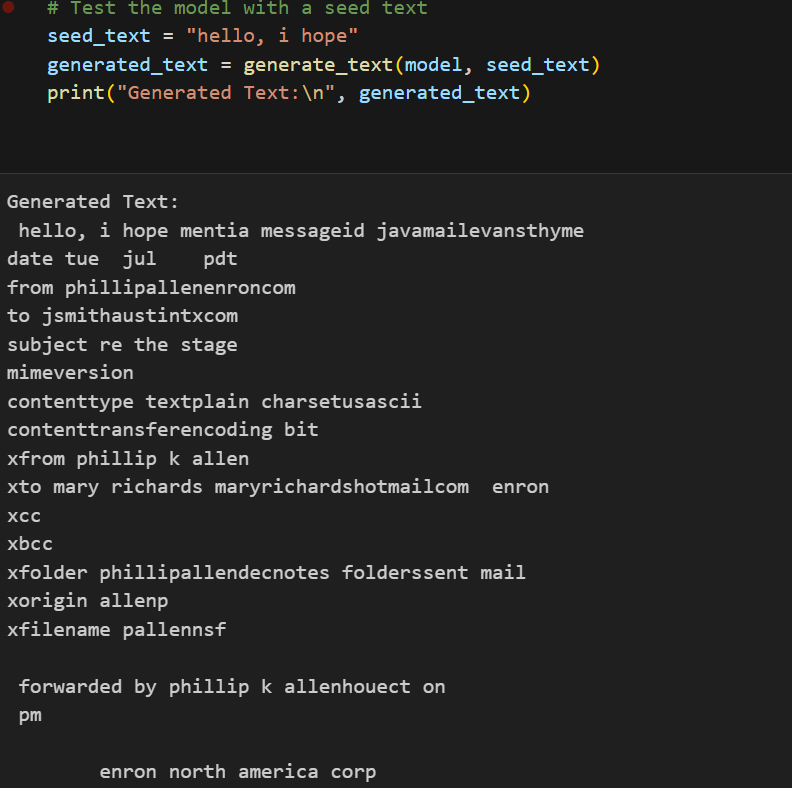 # Test the model with a seed text
seed_text = "hello, i hope"
generated_text = generate_text(model, seed_text)
print("Generated Text:\n", generated_text)
Generated Text:
hello, i hope mentia messageid javamailevansthyme
date tue  jul    pdt
from phillipallenenroncom
to jsmithaustintxcom
subject re the stage
mimeversion
contenttype textplain charsetusascii
contenttransferencoding bit
xfrom phillip k allen
xto mary richards maryrichardshotmailcom  enron
xcc
xbcc
xfolder phillipallendecnotes folderssent mail
xorigin allenp
xfilename pallennsf
forwarded by phillip k allenhouect on
pm
enron north america corp